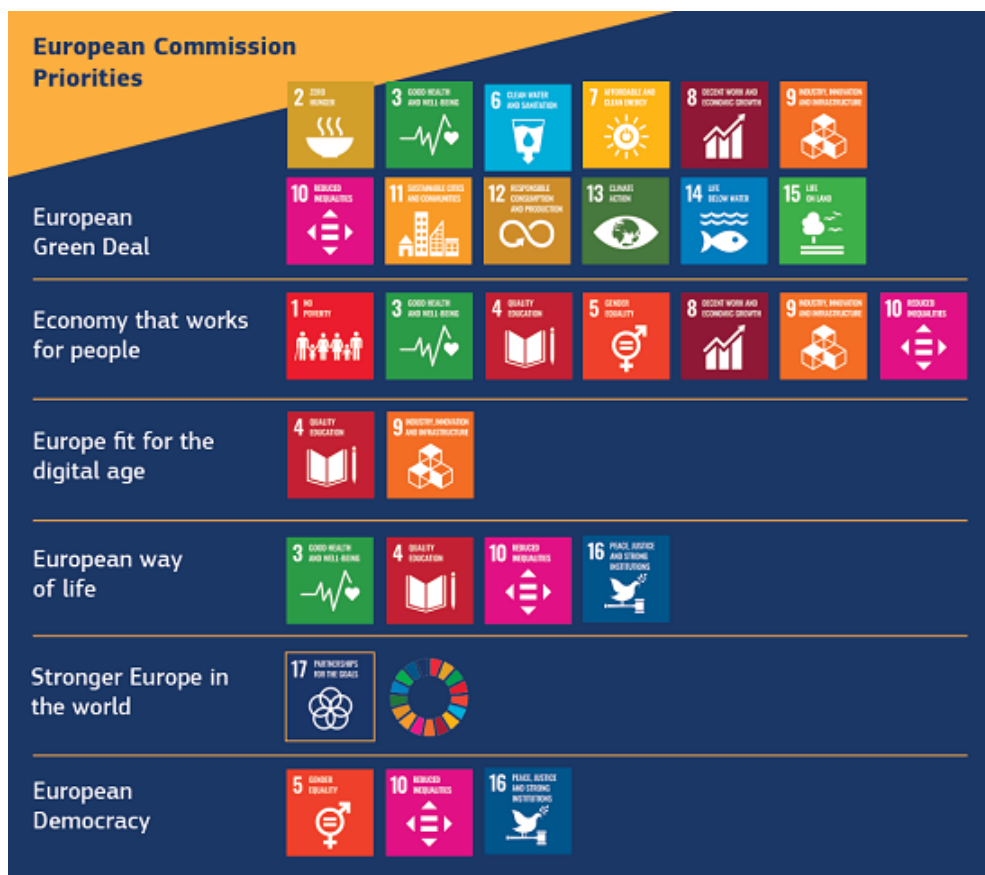 European Commission
Priorities
2 ZERO
HUNGER
3 GOOD HEALTH
AND WELL-BEING
6 CLEAN WATER
AND SANITATION
7 AFFORDABLE AND
CLEAN ENERGY
8 DECENT WORK AND
ECONOMIC GROWTH
9 INDUSTRY, INNOVATION
AND INFRASTRUCTURE
European
Green Deal
10 REDUCED
INEQUALITIES
11 SUSTAINABLE CITIES
AND COMMUNITIES
12 RESPONSIBLE
CONSUMPTION
AND PRODUCTION
13 CLIMATE
ACTION
14 LIFE
BELOW WATER
15 LIFE
ON LAND
Economy that works
for people
1 NO
POVERTY
3 GOOD HEALTH
AND WELL-BEING
4 QUALITY
EDUCATION
5 GENDER
EQUALITY
8 DECENT WORK AND
ECONOMIC GROWTH
9 INDUSTRY, INNOVATION
AND INFRASTRUCTURE
10 REDUCED
INEQUALITIES
Europe fit for the
digital age
4 QUALITY
EDUCATION
9 INDUSTRY, INNOVATION
AND INFRASTRUCTURE
European way
of life
3 GOOD HEALTH
AND WELL-BEING
4 QUALITY
EDUCATION
10 REDUCED
INEQUALITIES
16 PEACE, JUSTICE
AND STRONG
INSTITUTIONS
Stronger Europe in
the world
17 PARTNERSHIPS
FOR THE GOALS
European
Democracy
5 GENDER
EQUALITY
10 REDUCED
INEQUALITIES
16 PEACE, JUSTICE
AND STRONG
INSTITUTIONS